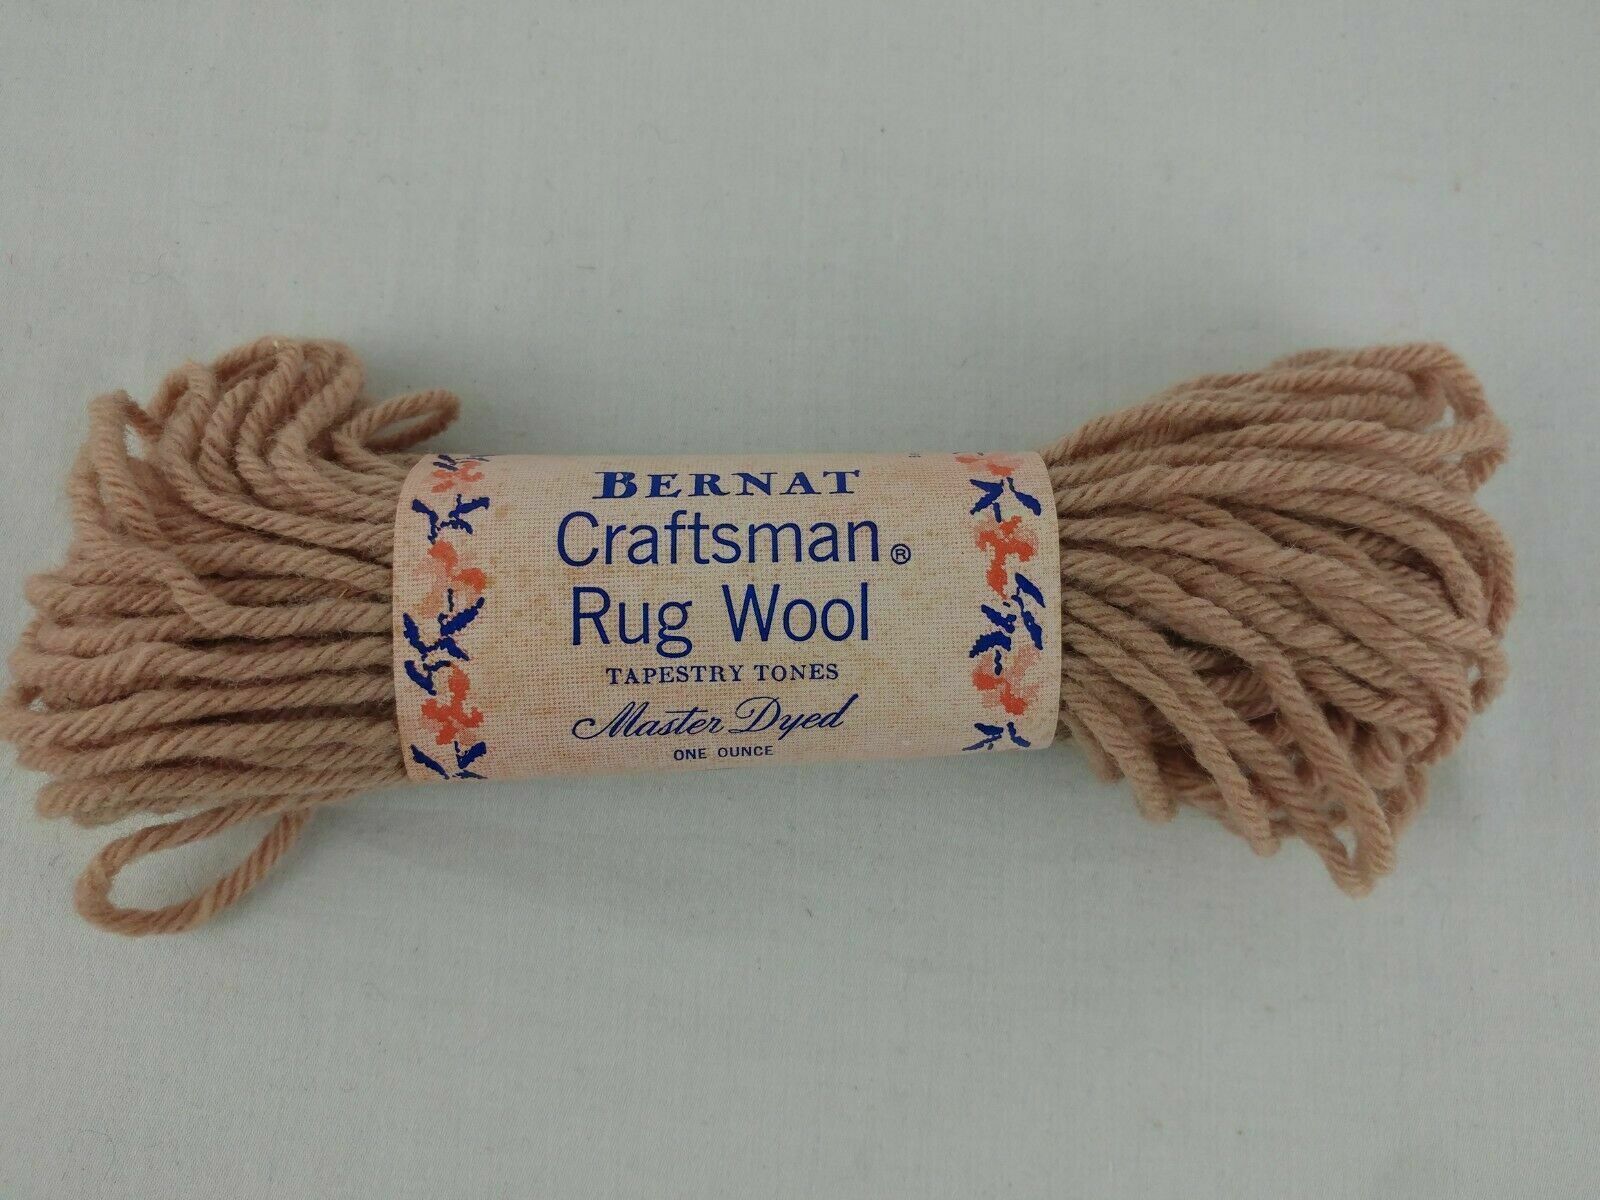 BERNAT
Craftsman®
Rug Wool
TAPESTRY TONES
Master Dyed
ONE OUNCE